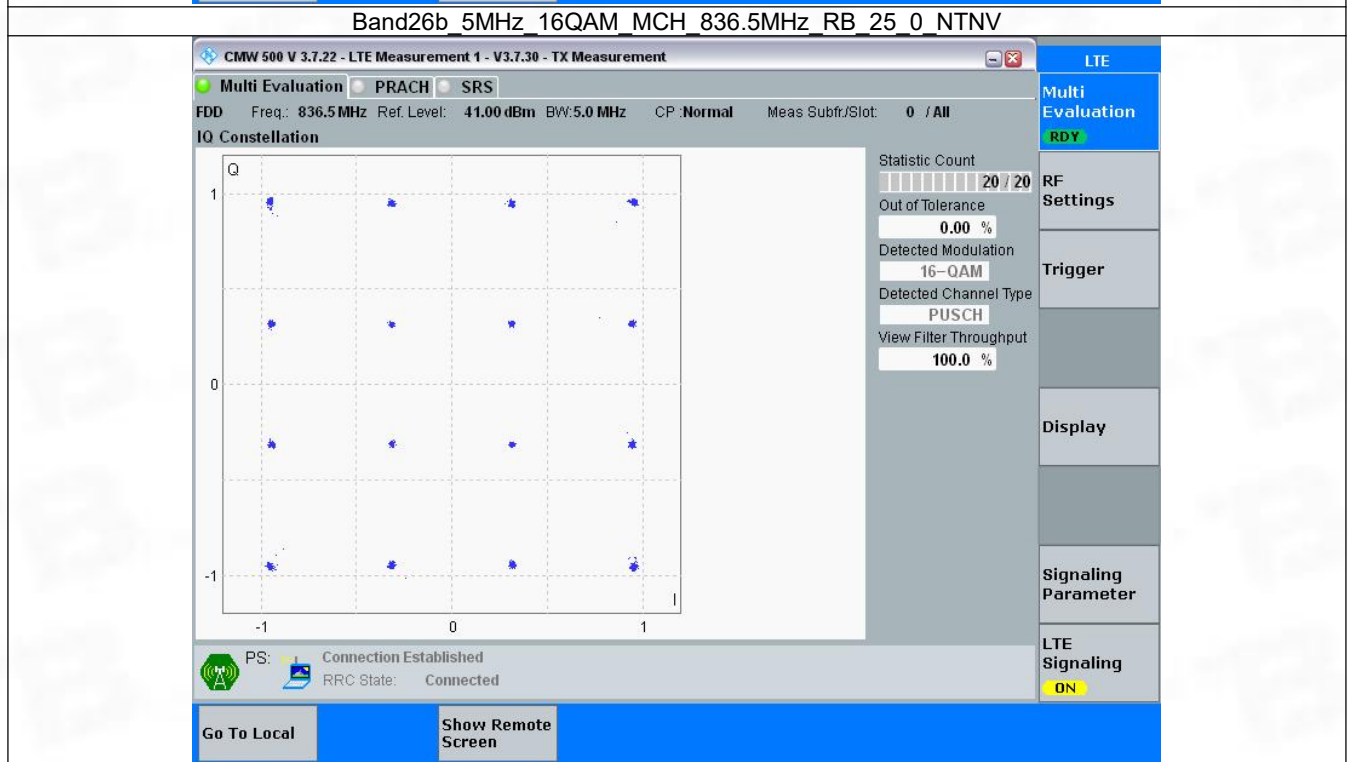 Band26b_5MHz_16QAM_MCH_836.5MHz_RB_25_0_NTNV
CMW 500 V 3.7.22 - LTE Measurement 1 - V3.7.30 - TX Measurement
LTE
Multi Evaluation PRACH SRS
Multi
Evaluation
RDY
FDD Freq.: 836.5 MHz Ref. Level: 41.00 dBm BW:5.0 MHz CP :Normal Meas Subfr./Slot: 0 / All
IQ Constellation
Q
1
0
-1
I
-1 0 1
Statistic Count
20 / 20
Out of Tolerance
0.00 %
Detected Modulation
16-QAM
Detected Channel Type
PUSCH
View Filter Throughput
100.0 %
RF
Settings
Trigger
Display
Signaling
Parameter
LTE
Signaling
ON
PS: Connection Established
RRC State: Connected
Go To Local
Show Remote
Screen